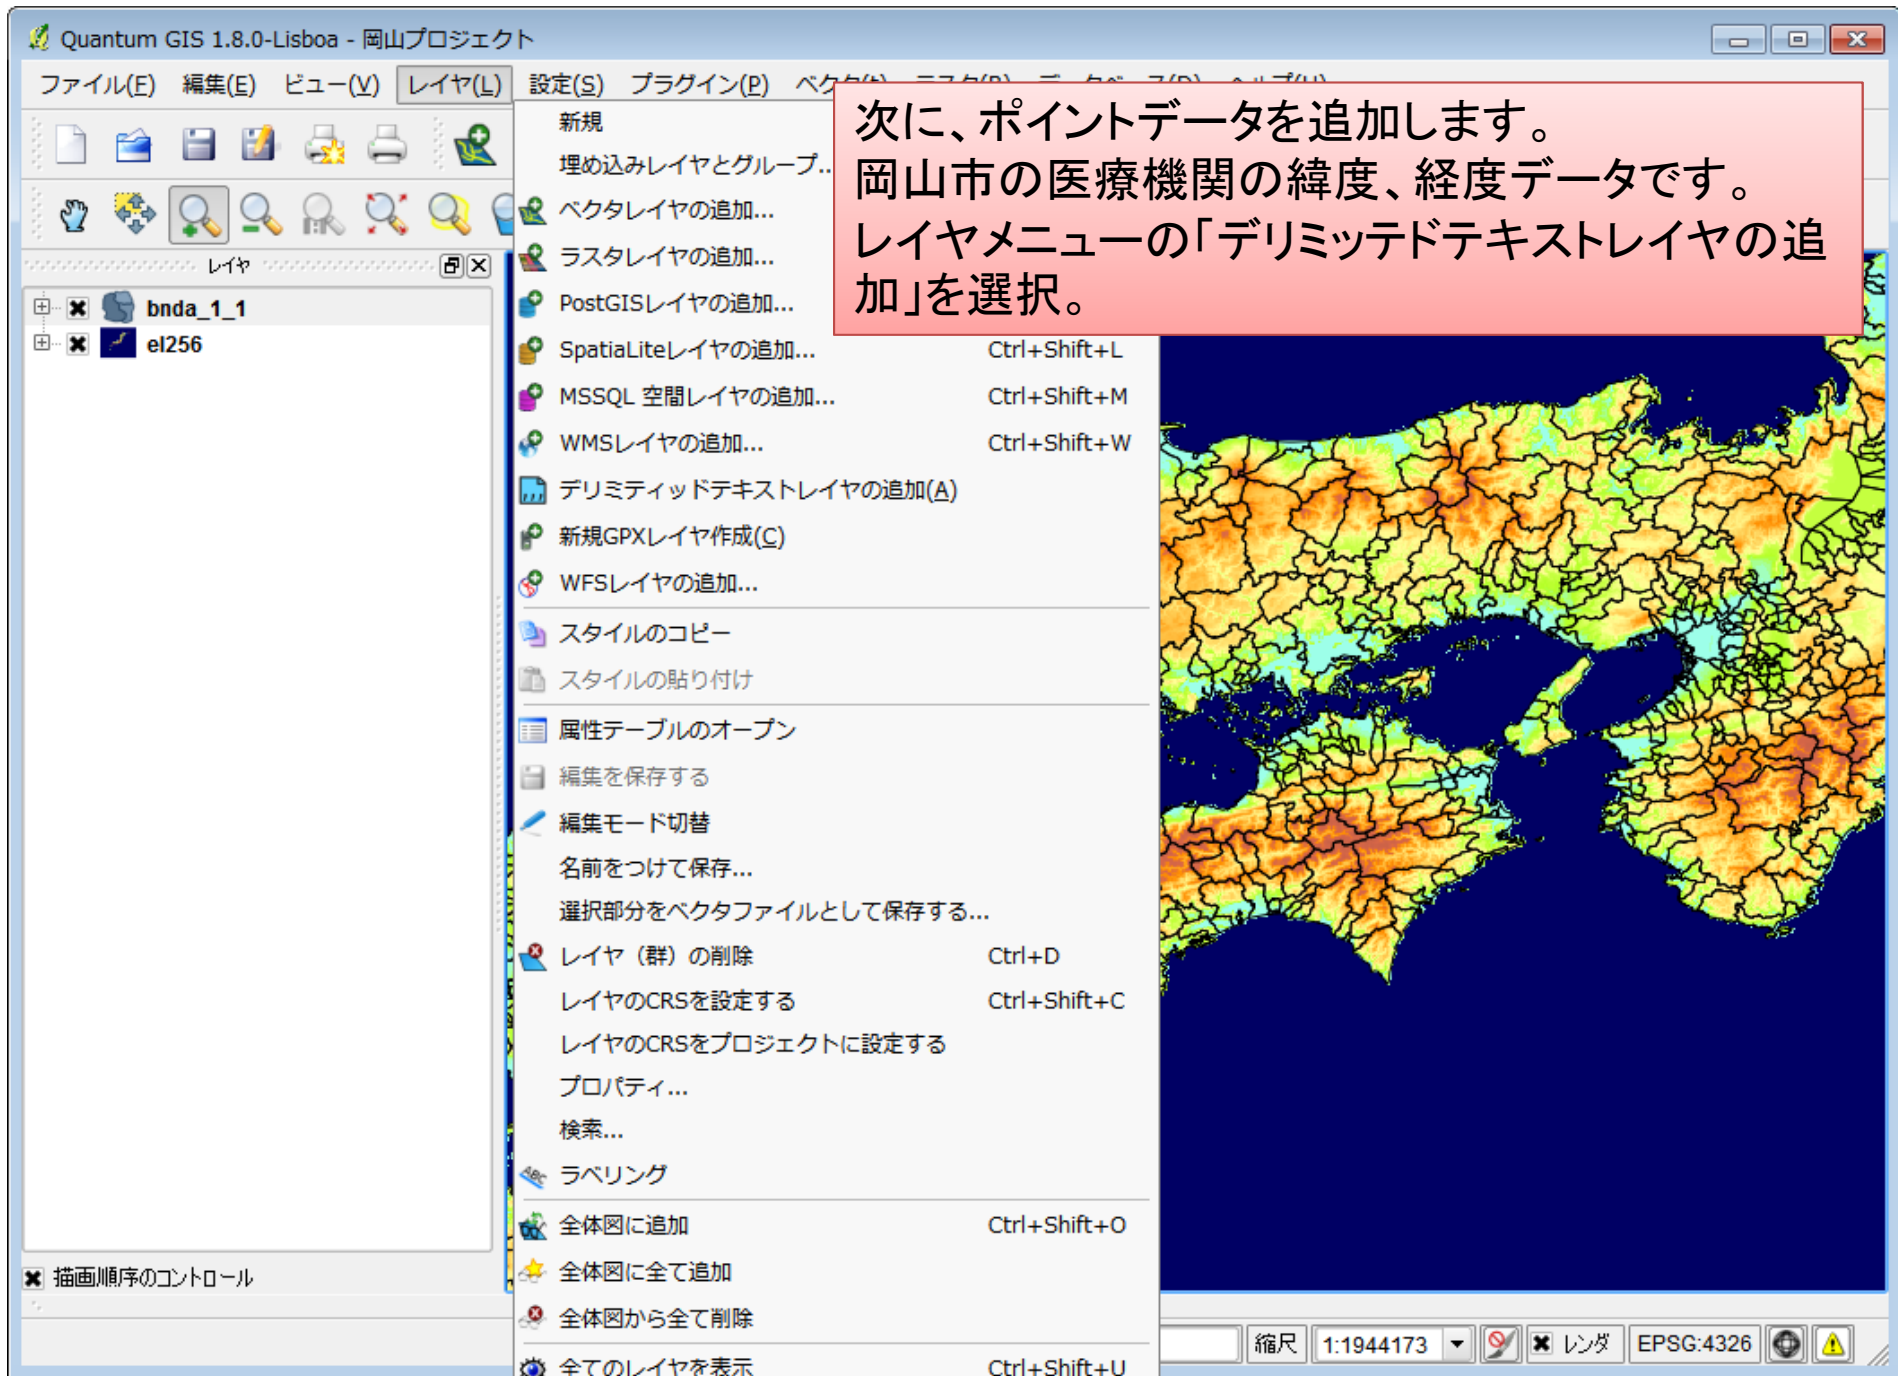 Quantum GIS 1.8.0-Lisboa - 岡山プロジェクト
ファイル(F) 編集(E) ビュー(V) レイヤ(L) 設定(S) プラグイン(P)
次に、ポイントデータを追加します。
岡山市の医療機関の緯度、経度データです。
レイヤメニューの「デリミッテドテキストレイヤの追
加」を選択。
レイヤ
bnda_1_1
el256
描画順序のコントロール
新規
埋め込みレイヤとグループ..
ベクタレイヤの追加...
ラスタレイヤの追加...
PostGISレイヤの追加...
SpatiaLiteレイヤの追加... Ctrl+Shift+L
MSSQL 空間レイヤの追加... Ctrl+Shift+M
WMSレイヤの追加... Ctrl+Shift+W
デリミティッドテキストレイヤの追加(A)
新規GPXレイヤ作成(C)
WFSレイヤの追加...
スタイルのコピー
スタイルの貼り付け
属性テーブルのオープン
編集を保存する
編集モード切替
名前をつけて保存...
選択部分をベクタファイルとして保存する...
レイヤ（群）の削除 Ctrl+D
レイヤのCRSを設定する Ctrl+Shift+C
レイヤのCRSをプロジェクトに設定する
プロパティ...
検索...
ラベリング
全体図に追加 Ctrl+Shift+O
全体図に全て追加
全体図から全て削除
全てのレイヤを表示 Ctrl+Shift+U
縮尺 1:1944173 レンダ EPSG:4326